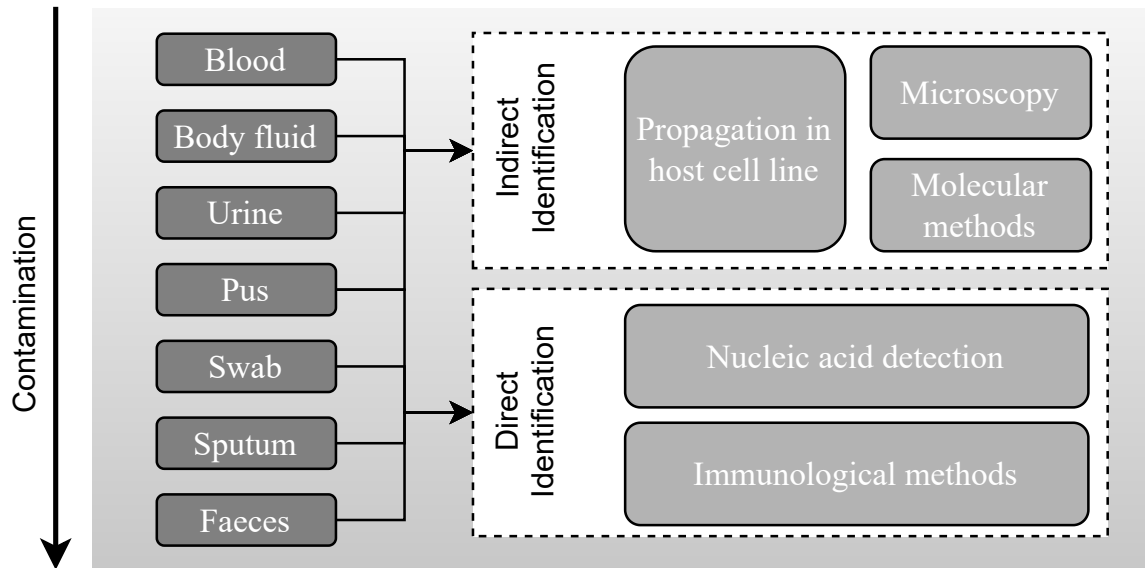 Contamination
Blood
Body fluid
Urine
Pus
Swab
Sputum
Faeces
Indirect
Identification
Propagation in
host cell line
Microscopy
Molecular
methods
Direct
Identification
Nucleic acid detection
Immunological methods